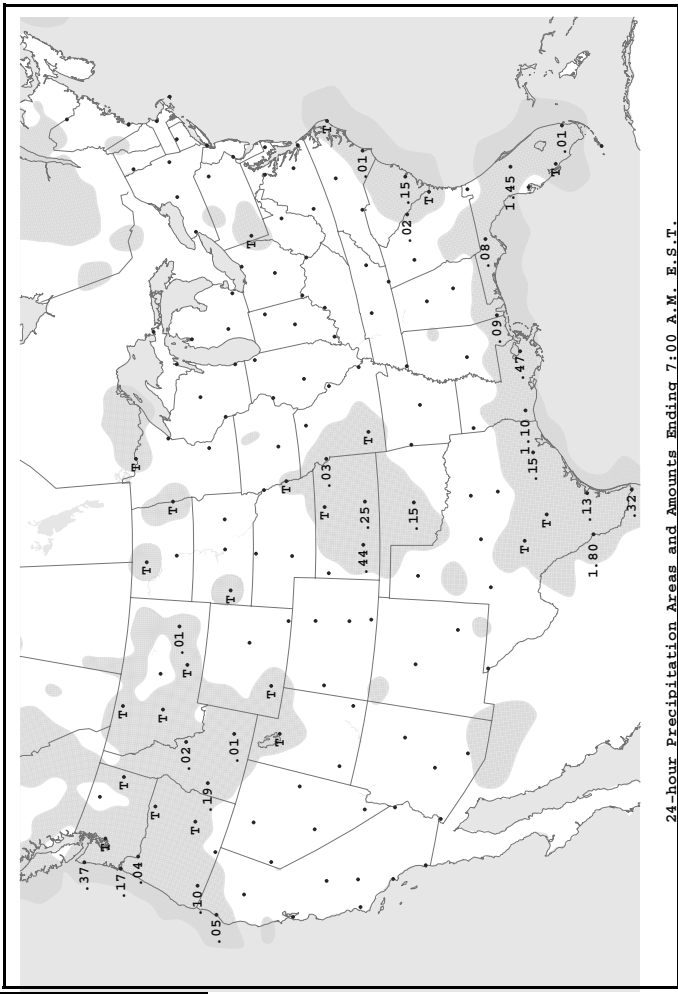 .37
T
.17
T
T
T
.04
T
T
T
T
.01
.02
T
T
.10
.19
.05
T
.01
T
T
T
T
T
.03
T
.01
.44
.25
T
.15
.02
.15
T
.08
.09
1.45
.47
T
1.10
.15
T
T
.01
.13
1.80
.32
24-hour Precipitation Areas and Amounts Ending 7:00 A.M. E.S.T.